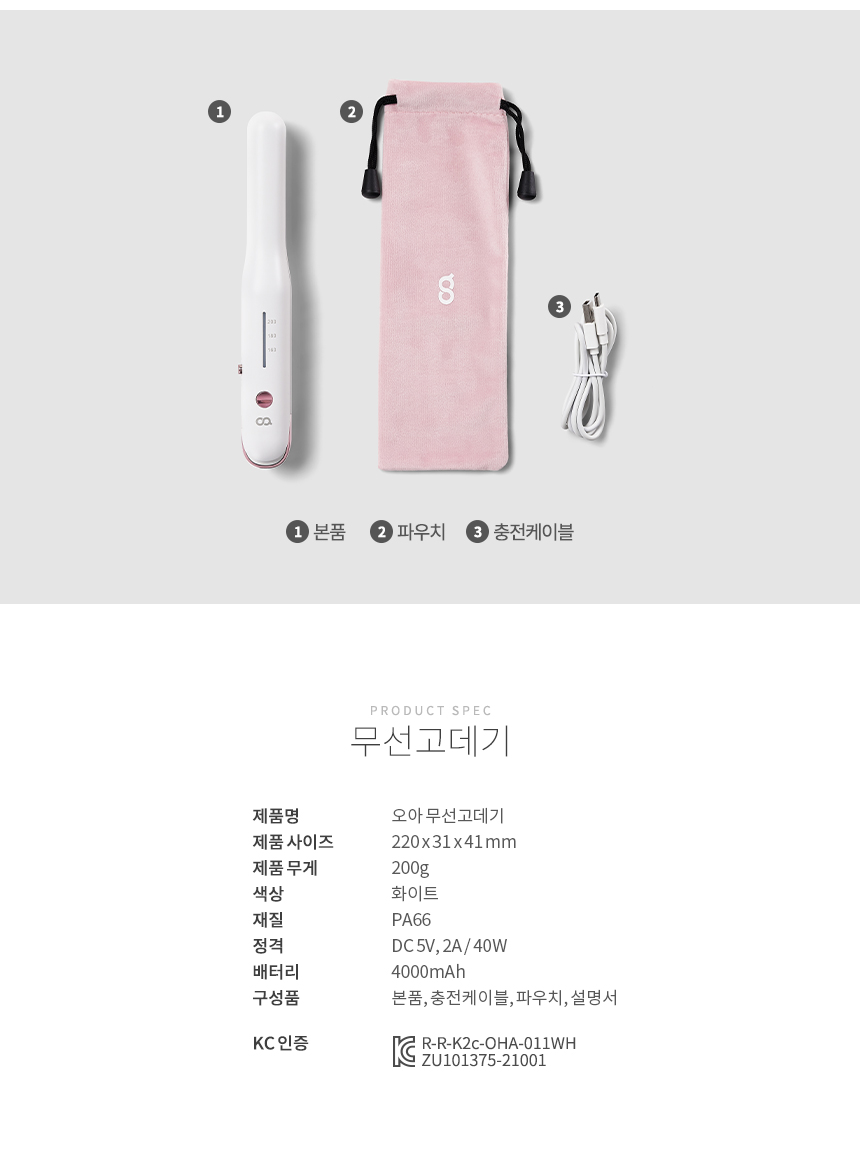 1
2
3
200
180
160
1 본품 2 파우치 3 충전케이블
PRODUCT SPEC
무선고데기
제품명 오아 무선고데기
제품 사이즈 220 x 31 x 41 mm
제품 무게 200g
색상 화이트
재질 PA66
정격 DC 5V, 2A / 40W
배터리 4000mAh
구성품 본품, 충전케이블, 파우치, 설명서
KC 인증 R-R-K2c-OHA-011WH
ZU101375-21001